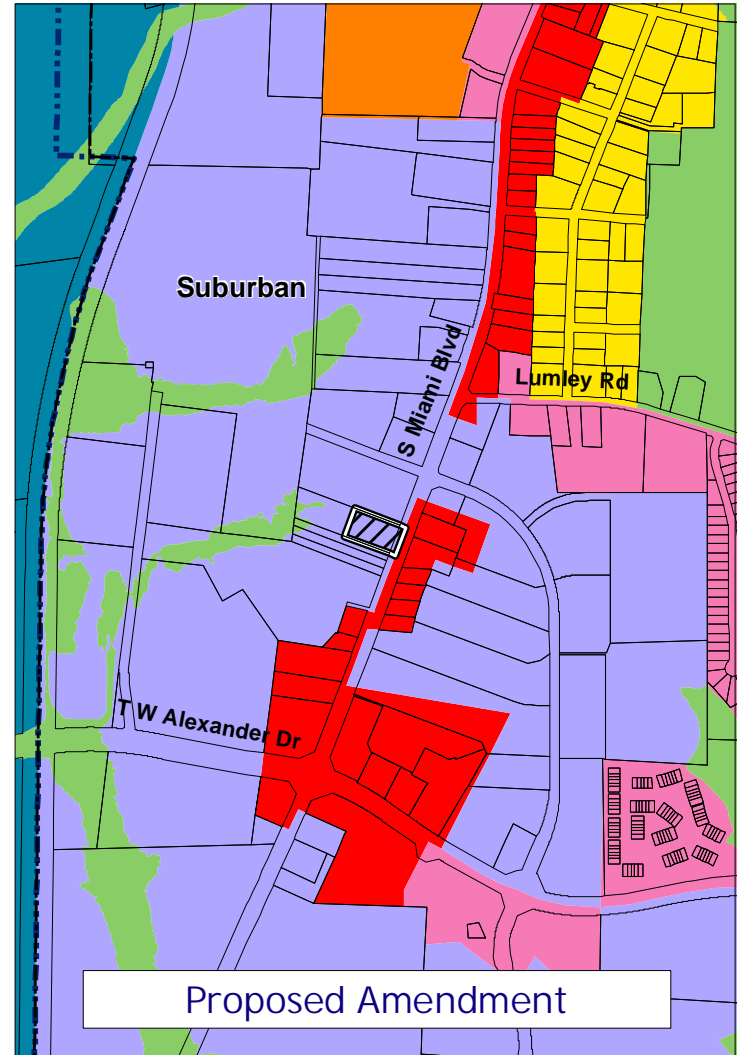 Suburban
S Miami Blvd
Lumley Rd
T W Alexander Dr
Proposed Amendment